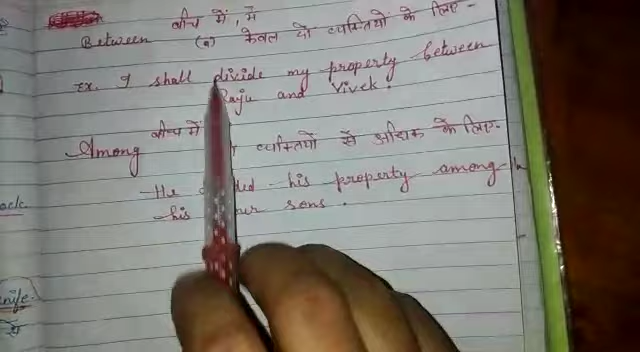 बीच में, में
Between (a) केवल दो व्यक्तियों के लिए-
Ex. I shall divide my property between
Raju and Vivek.
बीच में
Among व्यक्तियों से अधिक के लिए-
He his property among
his sons.